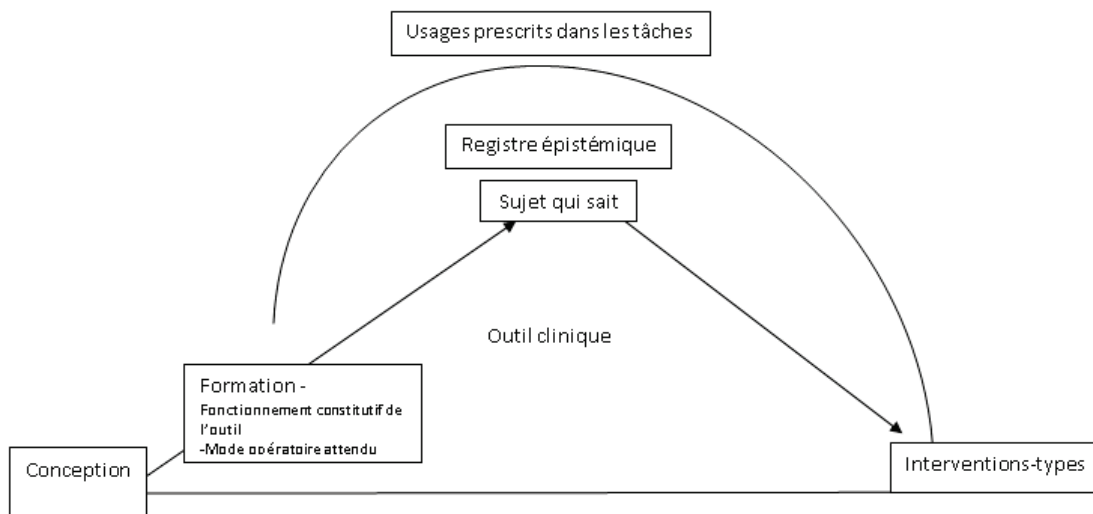 Usages prescrits dans les tâches
Registre épistémique
Sujet qui sait
Outil clinique
Formation -
Fonctionnement constitutif de
l'outil
-Mode opératoire attendu
Conception
Interventions-types